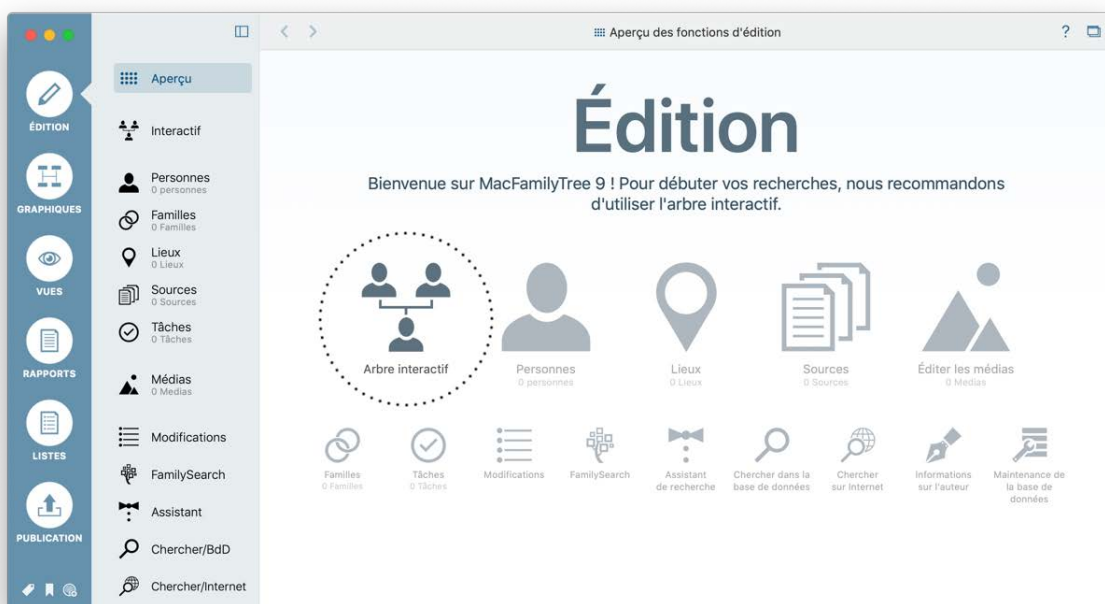 Aperçu des fonctions d'édition
?
ÉDITION
GRAPHIQUES
VUES
RAPPORTS
LISTES
PUBLICATION
Aperçu
Interactif
Personnes
0 personnes
Familles
0 Familles
Lieux
0 Lieux
Sources
0 Sources
Tâches
0 Tâches
Médias
0 Medias
Modifications
FamilySearch
Assistant
Chercher/BdD
Chercher/Internet
Édition
Bienvenue sur MacFamilyTree 9 ! Pour débuter vos recherches, nous recommandons
d'utiliser l'arbre interactif.
Arbre interactif
Personnes
0 personnes
Lieux
0 Lieux
Sources
0 Sources
Éditer les médias
0 Medias
Familles
0 Familles
Tâches
0 Tâches
Modifications
FamilySearch
Assistant
de recherche
Chercher dans la
base de données
Chercher
sur Internet
Informations
sur l'auteur
Maintenance de
la base de
données